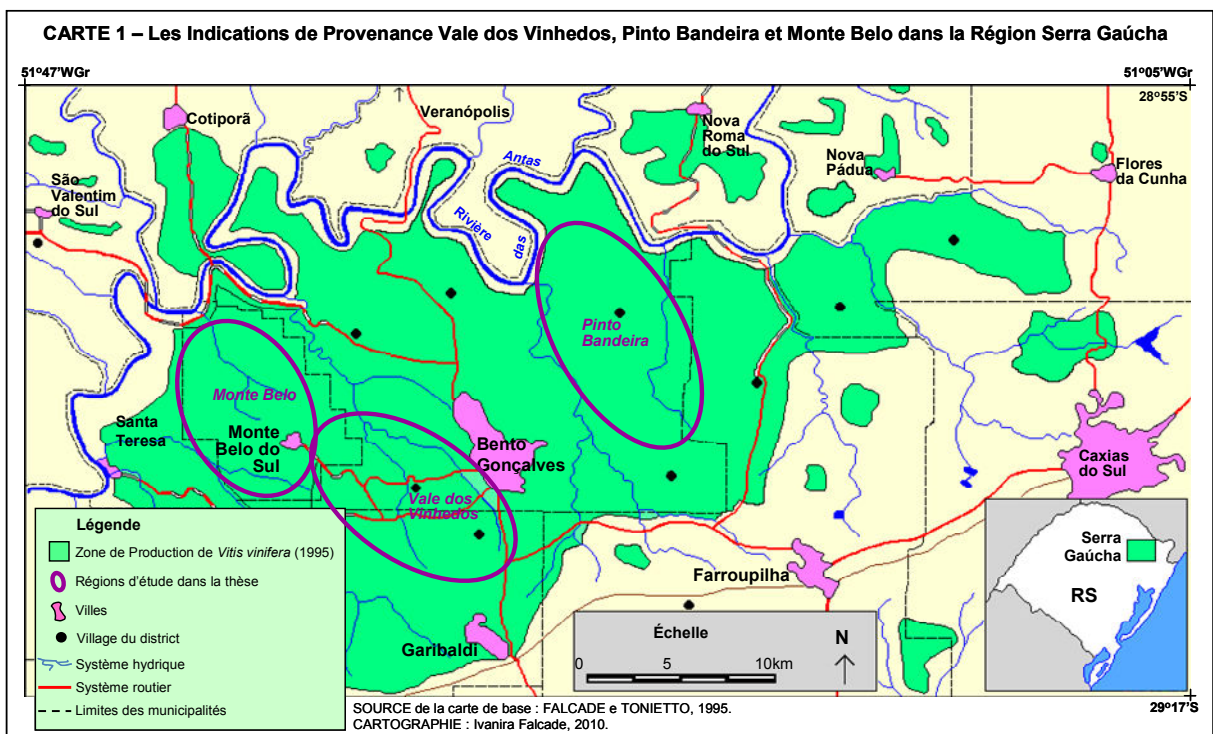 CARTE 1 – Les Indications de Provenance Vale dos Vinhedos, Pinto Bandeira et Monte Belo dans la Région Serra Gaúcha
51º47'WGr
51º05'WGr
28º55'S
Cotiporã
Veranópolis
Nova
Roma
do Sul
Nova
Pádua
Flores
da Cunha
São
Valentim
do Sul
Antas
Rivière
das
Pinto
Bandeira
Monte Belo
Santa
Teresa
Monte
Belo do
Sul
Bento
Gonçalves
Vale dos
Vinhedos
Caxias
do Sul
Farroupilha
Garibaldi
Légende
Zone de Production de Vitis vinifera (1995)
Régions d'étude dans la thèse
Villes
Village du district
Système hydrique
Système routier
Limites des municipalités
Échelle
0 5 10km
N
Serra
Gaúcha
RS
29º17'S
SOURCE de la carte de base : FALCADE e TONIETTO, 1995.
CARTOGRAPHIE : Ivanira Falcade, 2010.